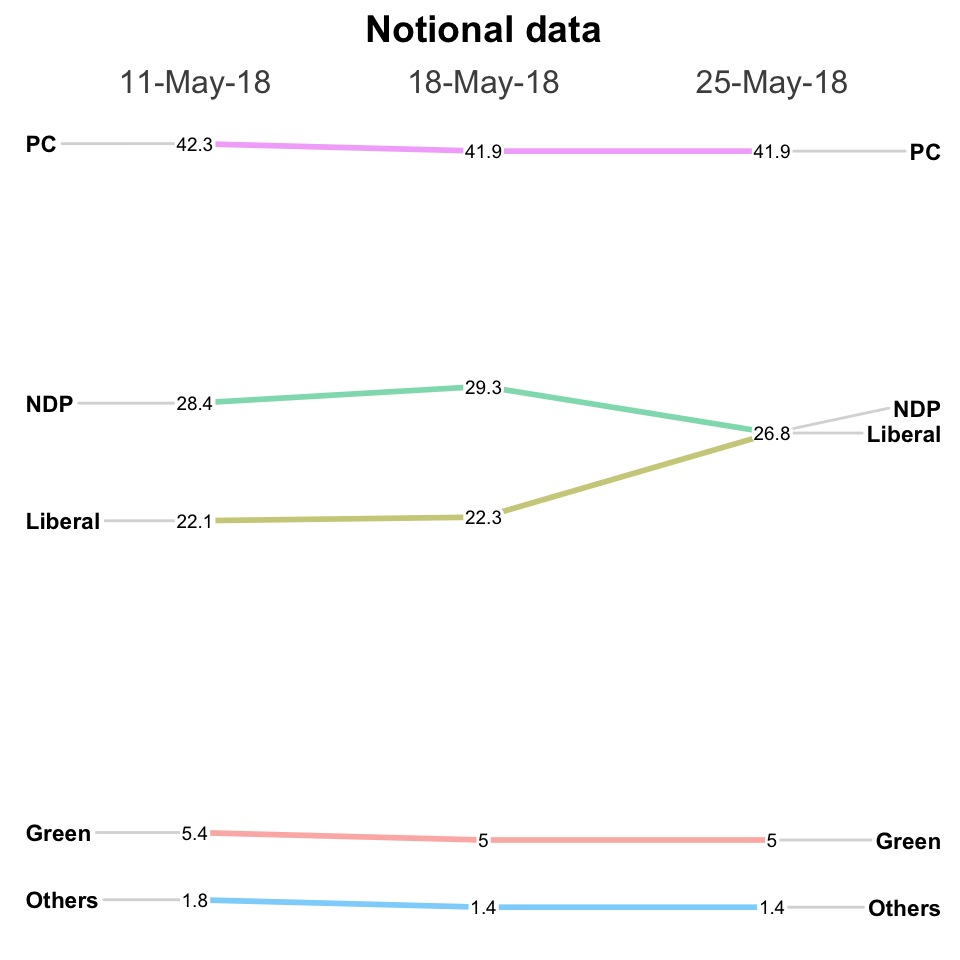 Notional data
11-May-18 18-May-18 25-May-18
PC 42.3 41.9 41.9 PC
NDP 28.4 29.3 NDP
26.8 Liberal
Liberal 22.1 22.3
Green 5.4 5 5 Green
Others 1.8 1.4 1.4 Others